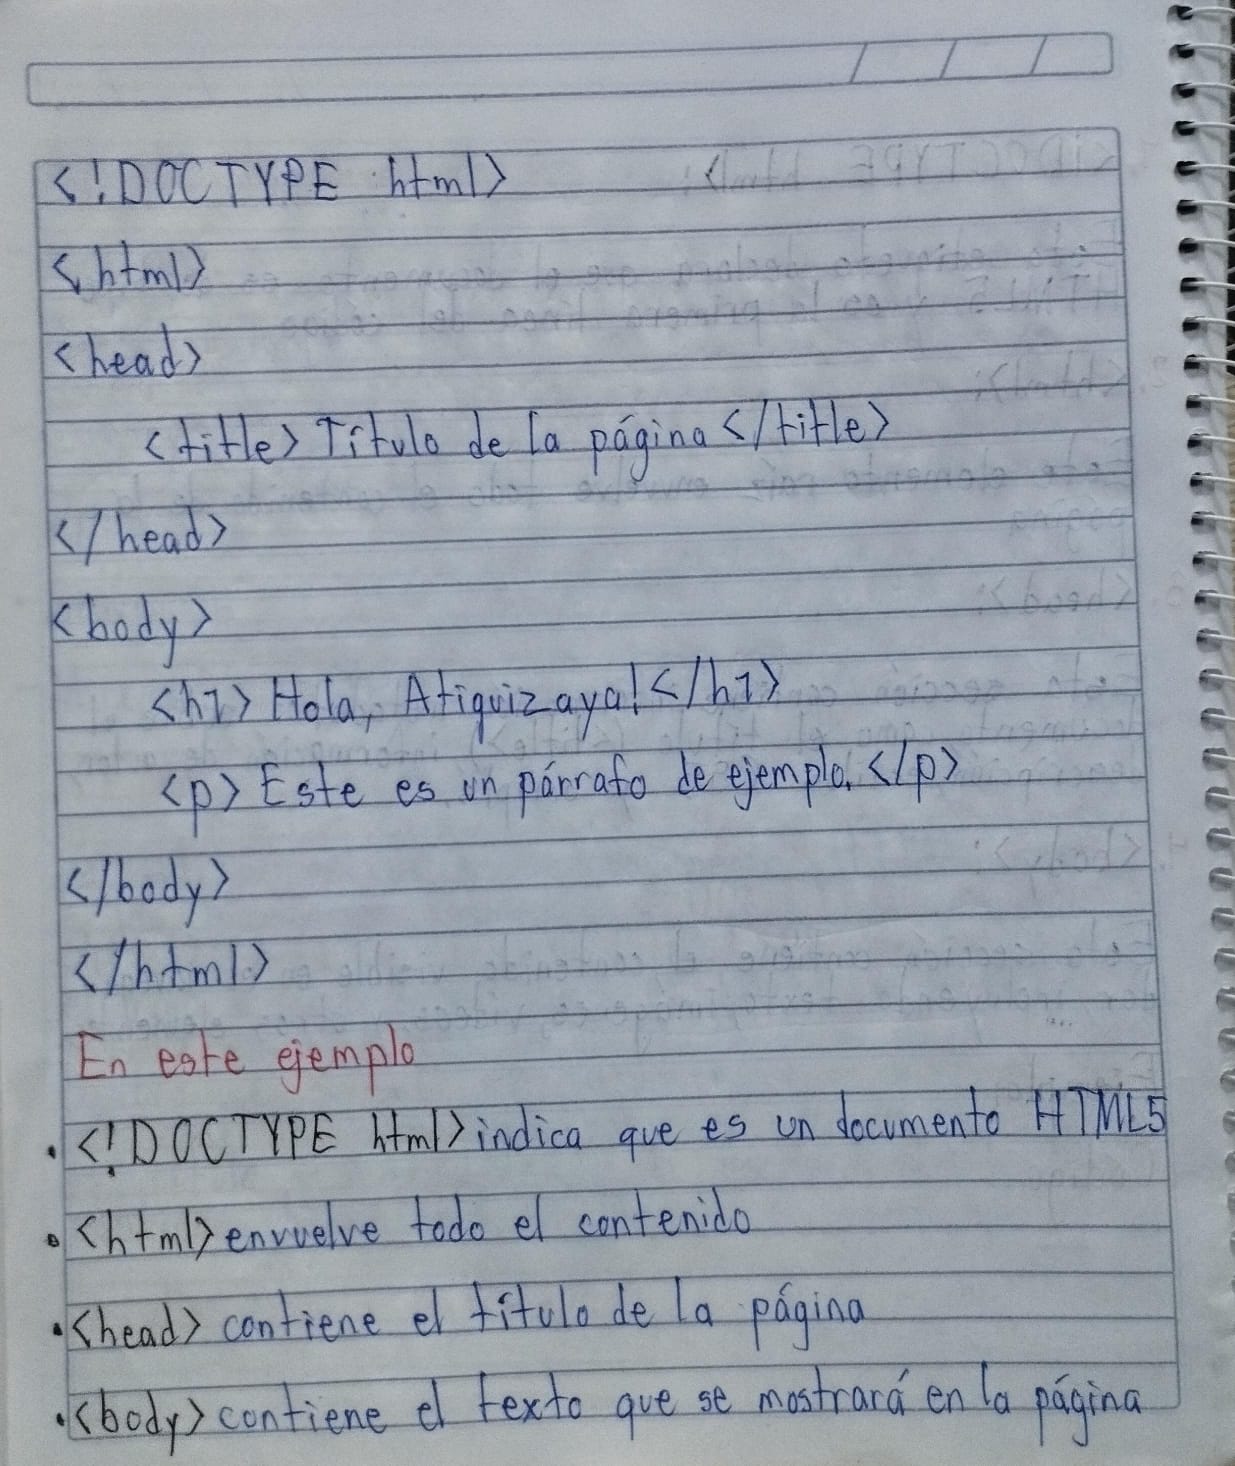 <!DOCTYPE html>
<html>
<head>
<title>Título de la página</title>
</head>
<body>
<h1>Hola, Atiquizaya!</h1>
<p>Este es un párrafo de ejemplo.</p>
</body>
</html>
En este ejemplo
• <!DOCTYPE html> indica que es un documento HTML5
• <html> envuelve todo el contenido
• <head> contiene el título de la página
• <body> contiene el texto que se mostrará en la página